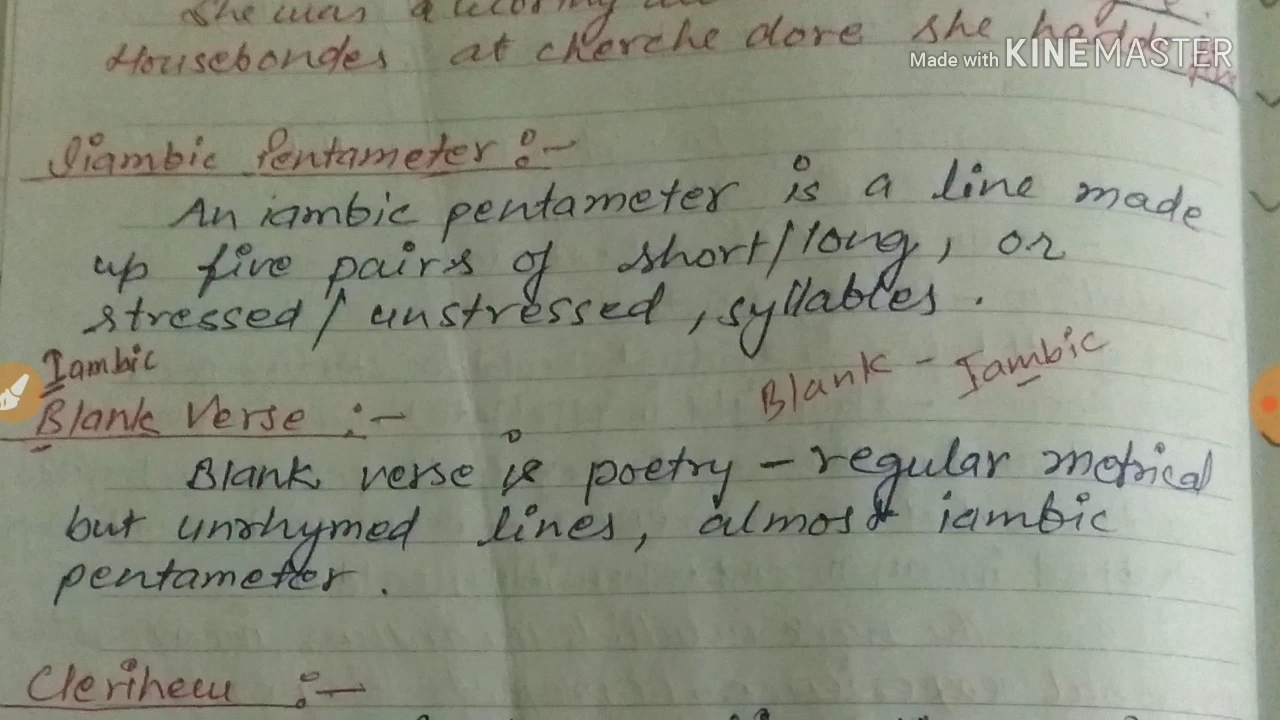 She was a
Housebondes at cherche dore she
Made with KINEMASTER
Iiambic Pentameter :-
An iambic pentameter is a line made
up five pairs of short/long, or
stressed/unstressed, syllables.
Iambic
Blank - Iambic
Blank Verse :-
Blank verse is poetry - regular metrical
but unrhymed lines, almost iambic
pentameter.
Clerihew :-